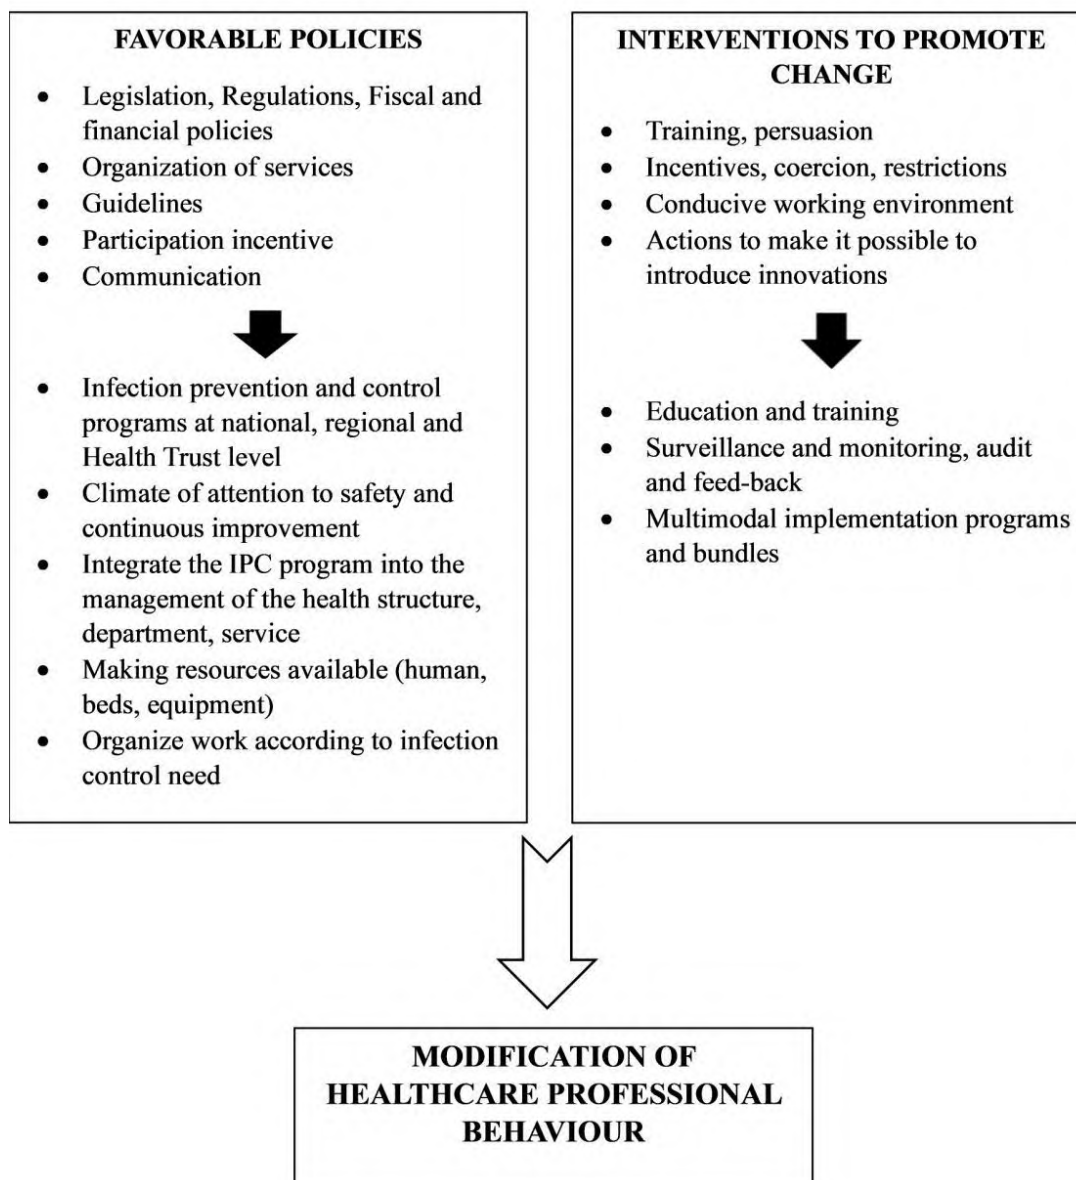 FAVORABLE POLICIES
• Legislation, Regulations, Fiscal and
financial policies
• Organization of services
• Guidelines
• Participation incentive
• Communication
• Infection prevention and control
programs at national, regional and
Health Trust level
• Climate of attention to safety and
continuous improvement
• Integrate the IPC program into the
management of the health structure,
department, service
• Making resources available (human,
beds, equipment)
• Organize work according to infection
control need
INTERVENTIONS TO PROMOTE
CHANGE
• Training, persuasion
• Incentives, coercion, restrictions
• Conducive working environment
• Actions to make it possible to
introduce innovations
• Education and training
• Surveillance and monitoring, audit
and feed-back
• Multimodal implementation programs
and bundles
MODIFICATION OF
HEALTHCARE PROFESSIONAL
BEHAVIOUR